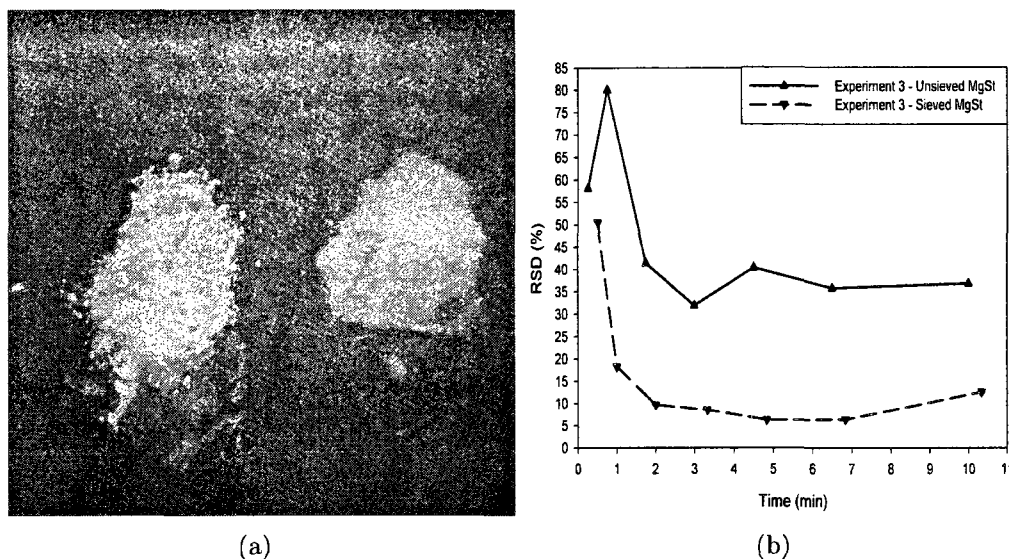 85
80
75
70
65
60
55
50
45
40
35
30
25
20
15
10
5
0
RSD (%)
Experiment 3 - Unsieved MgSt
Experiment 3 - Sieved MgSt
0 1 2 3 4 5 6 7 8 9 10 1
Time (min)
(a)
(b)